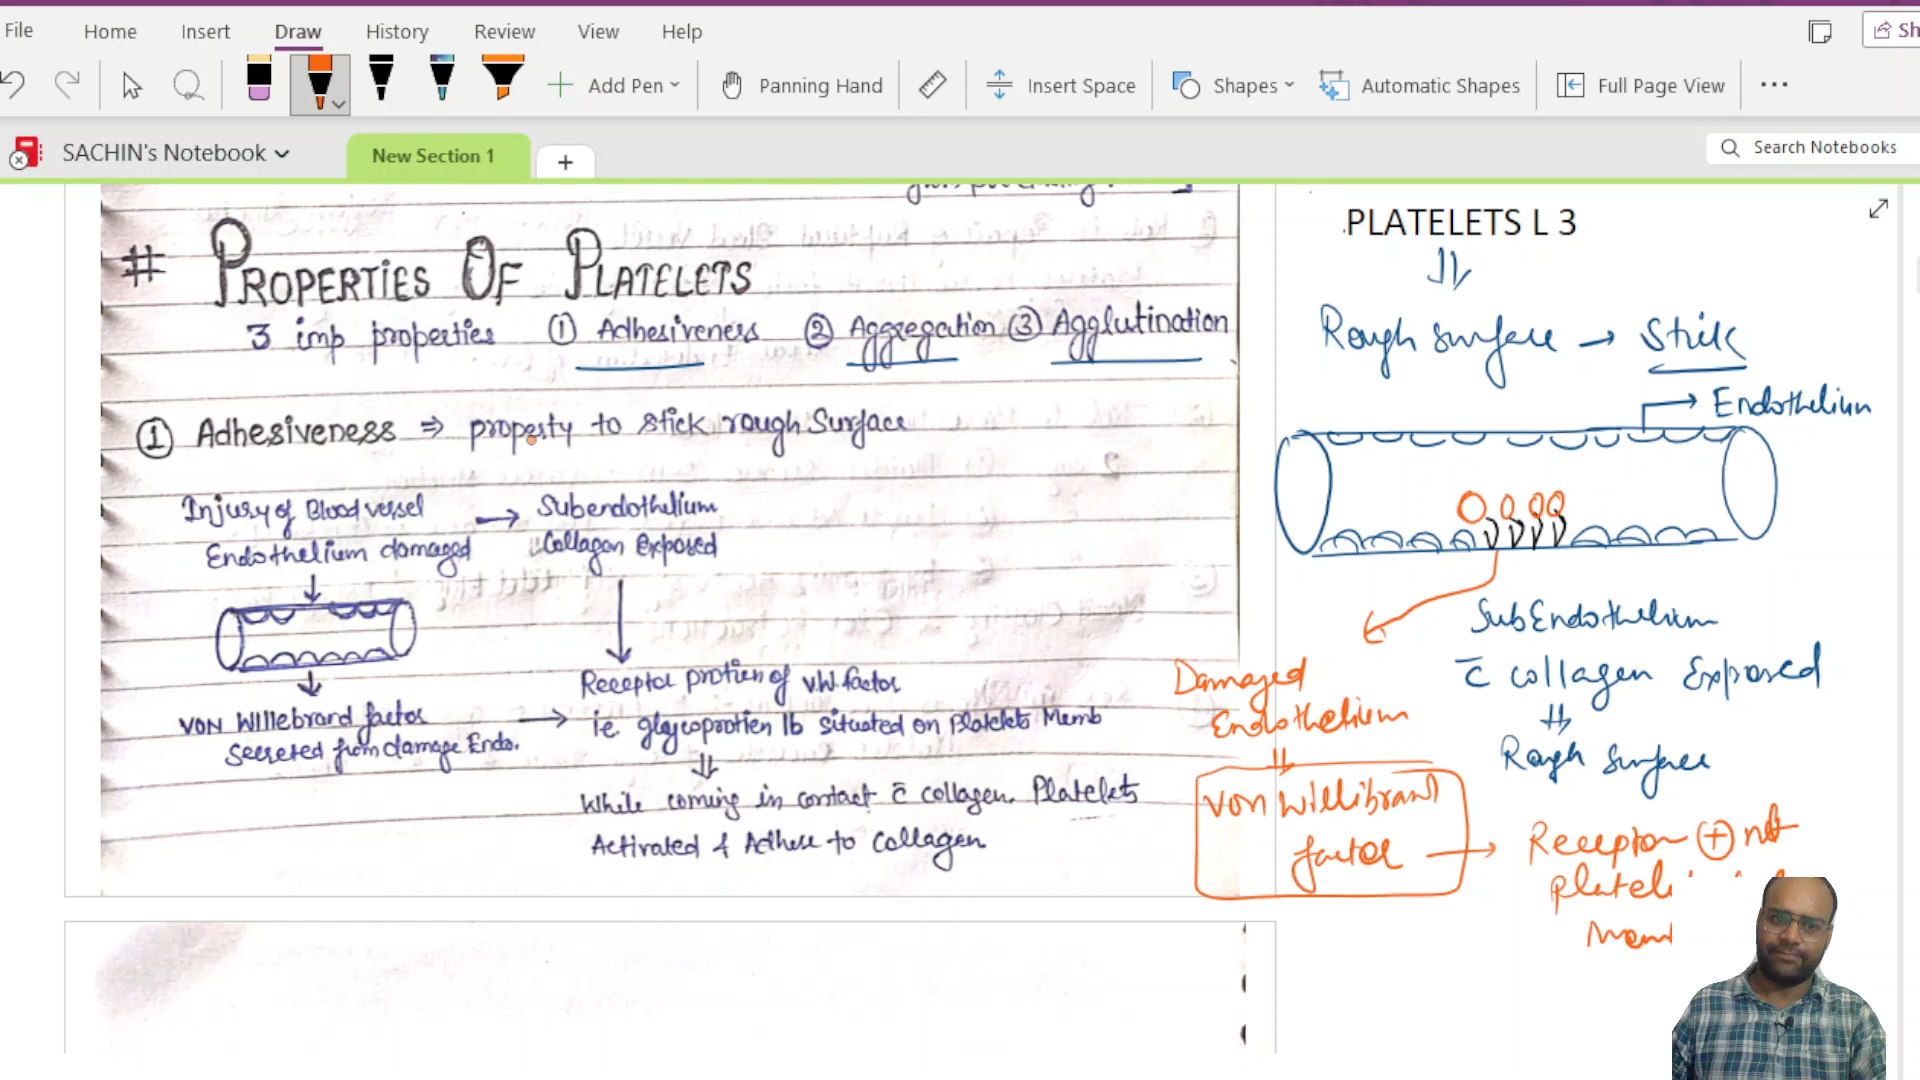 File Home Insert Draw History Review View Help Sh
Add Pen Panning Hand Insert Space Shapes Automatic Shapes Full Page View
SACHIN's Notebook New Section 1 + Search Notebooks
# PROPERTIES OF PLATELETS
3 imp properties ① Adhesiveness ② Aggregation ③ Agglutination
① Adhesiveness ⇒ property to stick rough Surface
Injury of Blood vessel → Subendothelium
Endothelium damaged Collagen exposed
Receptor protien of v.W. factor
VON Willebrand factor → i.e. glycoprotien Ib situated on Platelets Memb
Secreted from damage Endo.
While coming in contact c̄ collagen, Platelets
Activated & Adhere to Collagen
PLATELETS L 3
Rough surface → Stick
Endothelium
SubEndothelium
c̄ collagen Exposed
Rough surface
Damaged
Endothelium
Von Willibrand
factor → Receptor ⊕nt